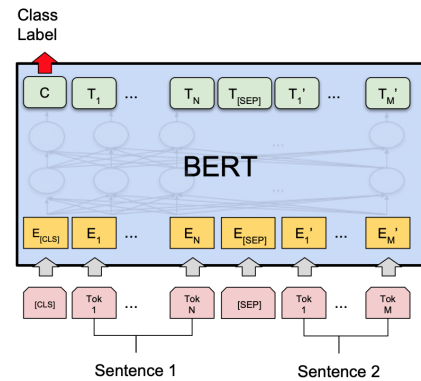 Class
Label
C T1 ... TN T[SEP] T1' ... TM'
...
BERT
...
E[CLS] E1 ... EN E[SEP] E1' ... EM'
[CLS] Tok 1 ... Tok N [SEP] Tok 1 ... Tok M
Sentence 1 Sentence 2